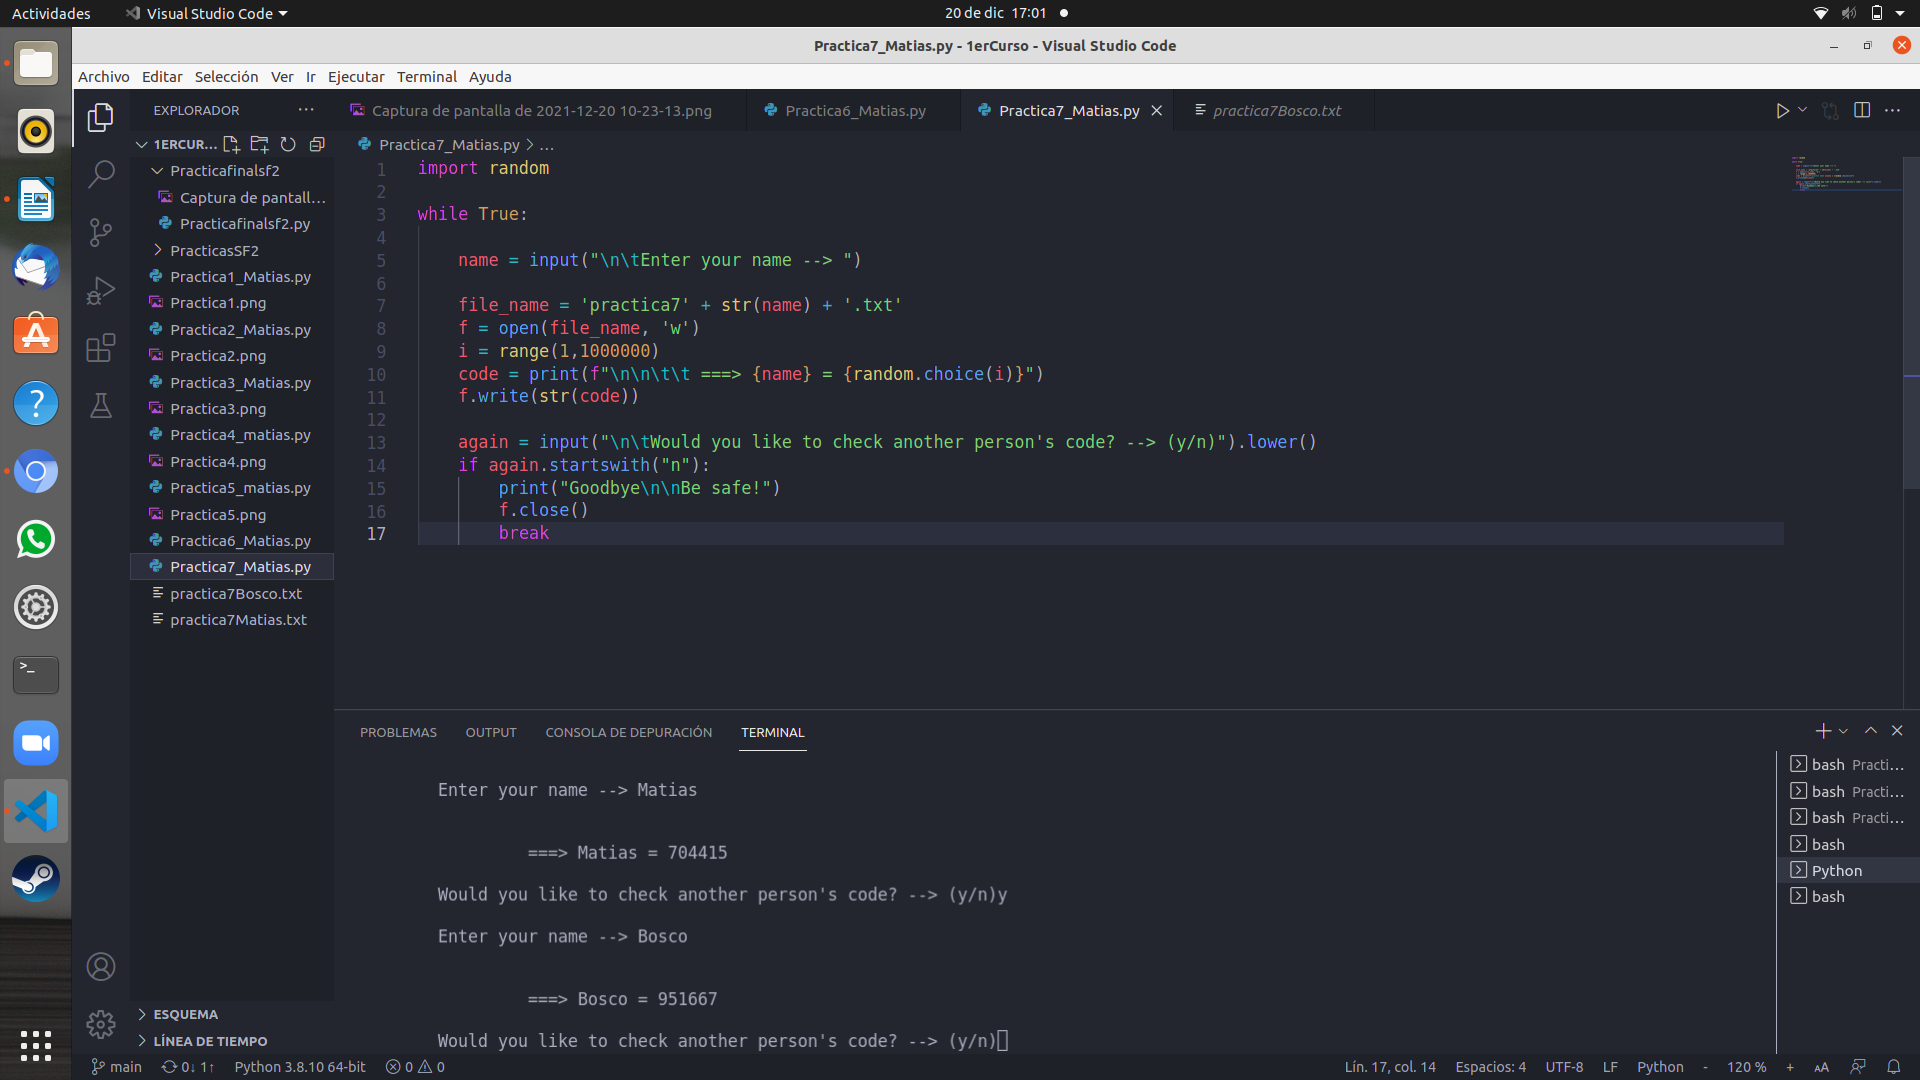 Actividades
Visual Studio Code
20 de dic 17:01
Practica7_Matias.py - 1erCurso - Visual Studio Code
Archivo Editar Selección Ver Ir Ejecutar Terminal Ayuda
EXPLORADOR ···
Captura de pantalla de 2021-12-20 10-23-13.png
Practica6_Matias.py
Practica7_Matias.py
practica7Bosco.txt
1ERCUR...
Practicafinalsf2
Captura de pantall...
Practicafinalsf2.py
PracticasSF2
Practica1_Matias.py
Practica1.png
Practica2_Matias.py
Practica2.png
Practica3_Matias.py
Practica3.png
Practica4_matias.py
Practica4.png
Practica5_matias.py
Practica5.png
Practica6_Matias.py
Practica7_Matias.py
practica7Bosco.txt
practica7Matias.txt
ESQUEMA
LÍNEA DE TIEMPO
Practica7_Matias.py > ...
1 import random
2
3 while True:
4
5 name = input("\n\tEnter your name --> ")
6
7 file_name = 'practica7' + str(name) + '.txt'
8 f = open(file_name, 'w')
9 i = range(1,1000000)
10 code = print(f"\n\n\t\t ===> {name} = {random.choice(i)}")
11 f.write(str(code))
12
13 again = input("\n\tWould you like to check another person's code? --> (y/n)").lower()
14 if again.startswith("n"):
15 print("Goodbye\n\nBe safe!")
16 f.close()
17 break
PROBLEMAS OUTPUT CONSOLA DE DEPURACIÓN TERMINAL
Enter your name --> Matias
===> Matias = 704415
Would you like to check another person's code? --> (y/n)y
Enter your name --> Bosco
===> Bosco = 951667
Would you like to check another person's code? --> (y/n)
bash Practi...
bash Practi...
bash Practi...
bash
Python
bash
main 0↓ 1↑ Python 3.8.10 64-bit 0 0
Lín. 17, col. 14 Espacios: 4 UTF-8 LF Python - 120 % + AA